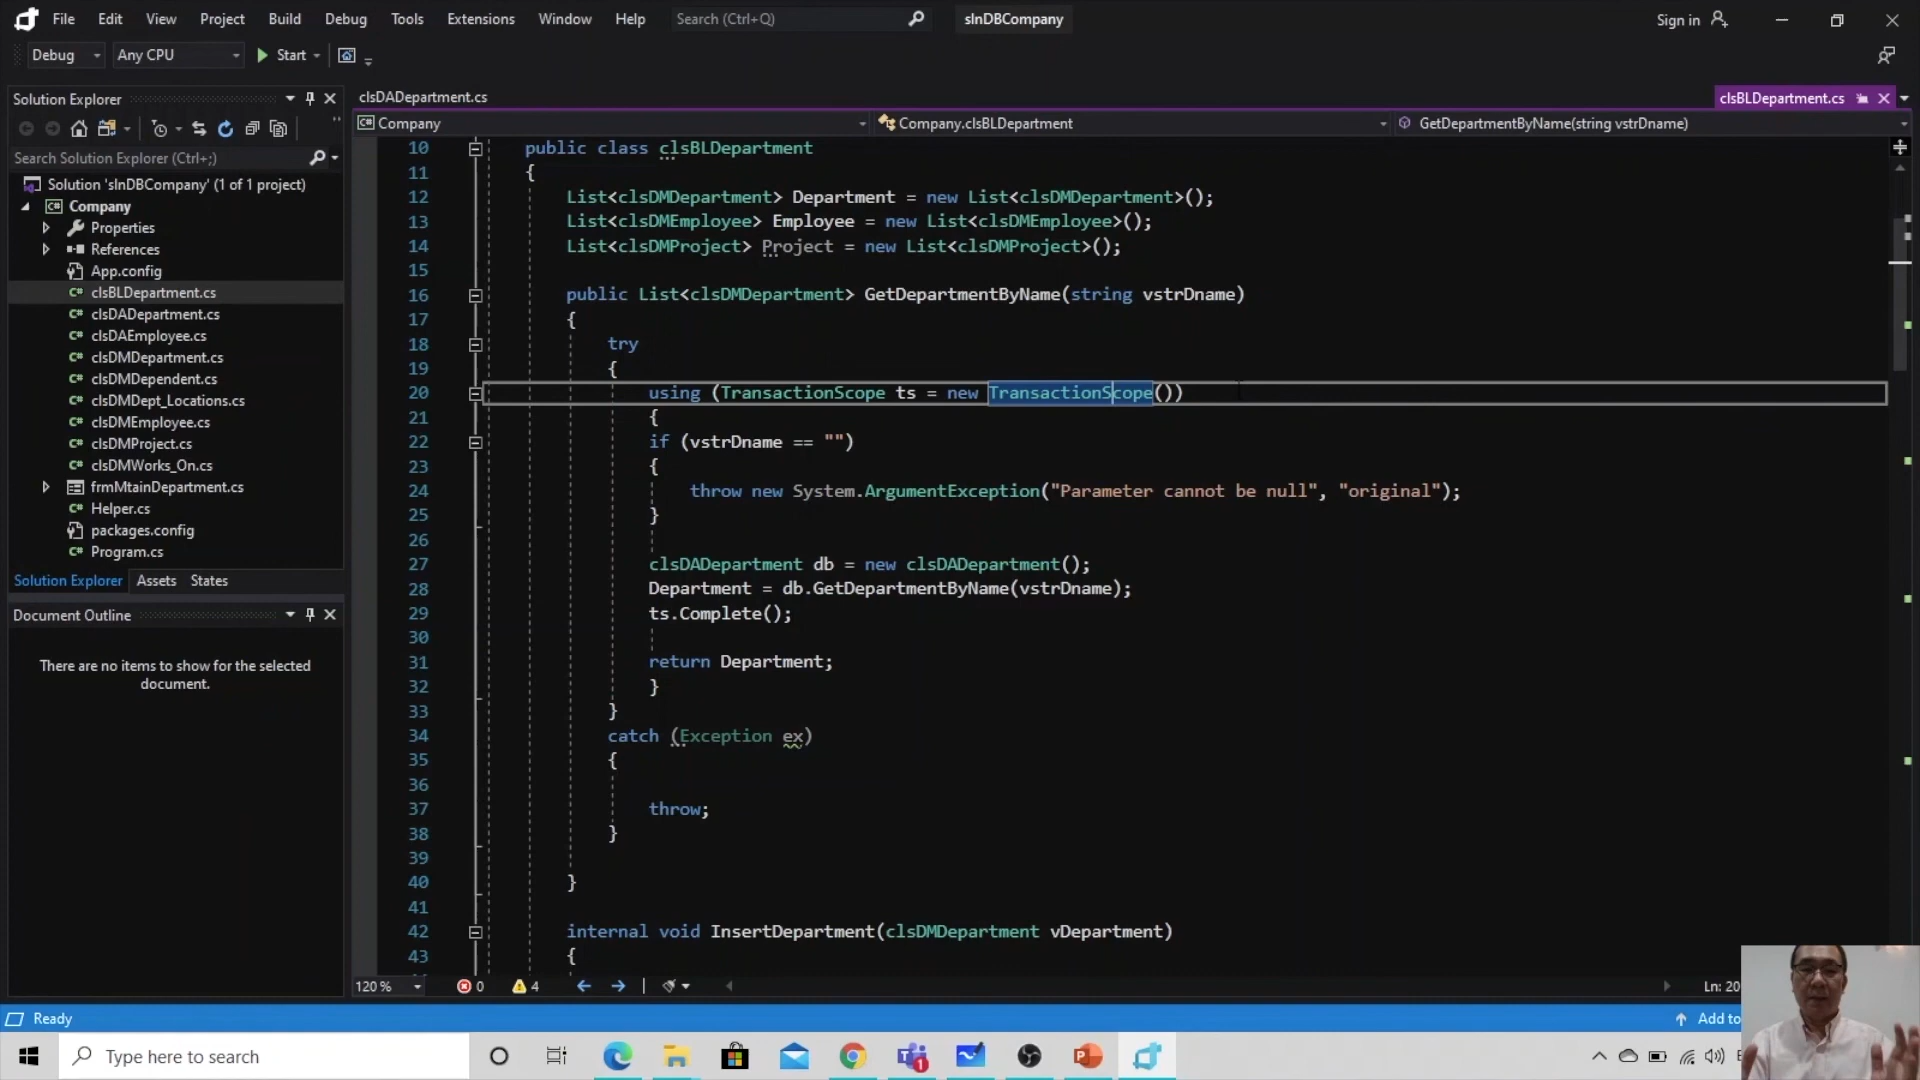 File Edit View Project Build Debug Tools Extensions Window Help Search (Ctrl+Q) slnDBCompany Sign in
Debug Any CPU Start
Solution Explorer
Search Solution Explorer (Ctrl+;)
Solution 'slnDBCompany' (1 of 1 project)
Company
Properties
References
App.config
clsBLDepartment.cs
clsDADepartment.cs
clsDAEmployee.cs
clsDMDepartment.cs
clsDMDependent.cs
clsDMDept_Locations.cs
clsDMEmployee.cs
clsDMProject.cs
clsDMWorks_On.cs
frmMtainDepartment.cs
Helper.cs
packages.config
Program.cs
Solution Explorer Assets States
Document Outline
There are no items to show for the selected
document.
clsDADepartment.cs clsBLDepartment.cs
Company Company.clsBLDepartment GetDepartmentByName(string vstrDname)
10 public class clsBLDepartment
11 {
12 List<clsDMDepartment> Department = new List<clsDMDepartment>();
13 List<clsDMEmployee> Employee = new List<clsDMEmployee>();
14 List<clsDMProject> Project = new List<clsDMProject>();
15
16 public List<clsDMDepartment> GetDepartmentByName(string vstrDname)
17 {
18 try
19 {
20 using (TransactionScope ts = new TransactionScope())
21 {
22 if (vstrDname == "")
23 {
24 throw new System.ArgumentException("Parameter cannot be null", "original");
25 }
26
27 clsDADepartment db = new clsDADepartment();
28 Department = db.GetDepartmentByName(vstrDname);
29 ts.Complete();
30
31 return Department;
32 }
33 }
34 catch (Exception ex)
35 {
36
37 throw;
38 }
39
40 }
41
42 internal void InsertDepartment(clsDMDepartment vDepartment)
43 {
120 % 0 4 Ln: 20
Ready Add to
Type here to search 1